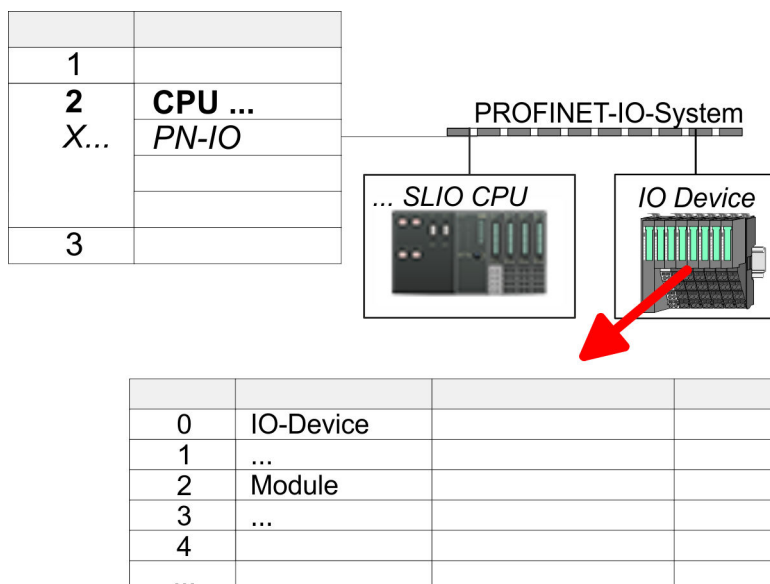 1
2 CPU ...
X... PN-IO
3
PROFINET-IO-System
... SLIO CPU
IO Device
0 IO-Device
1 ...
2 Module
3 ...
4
...